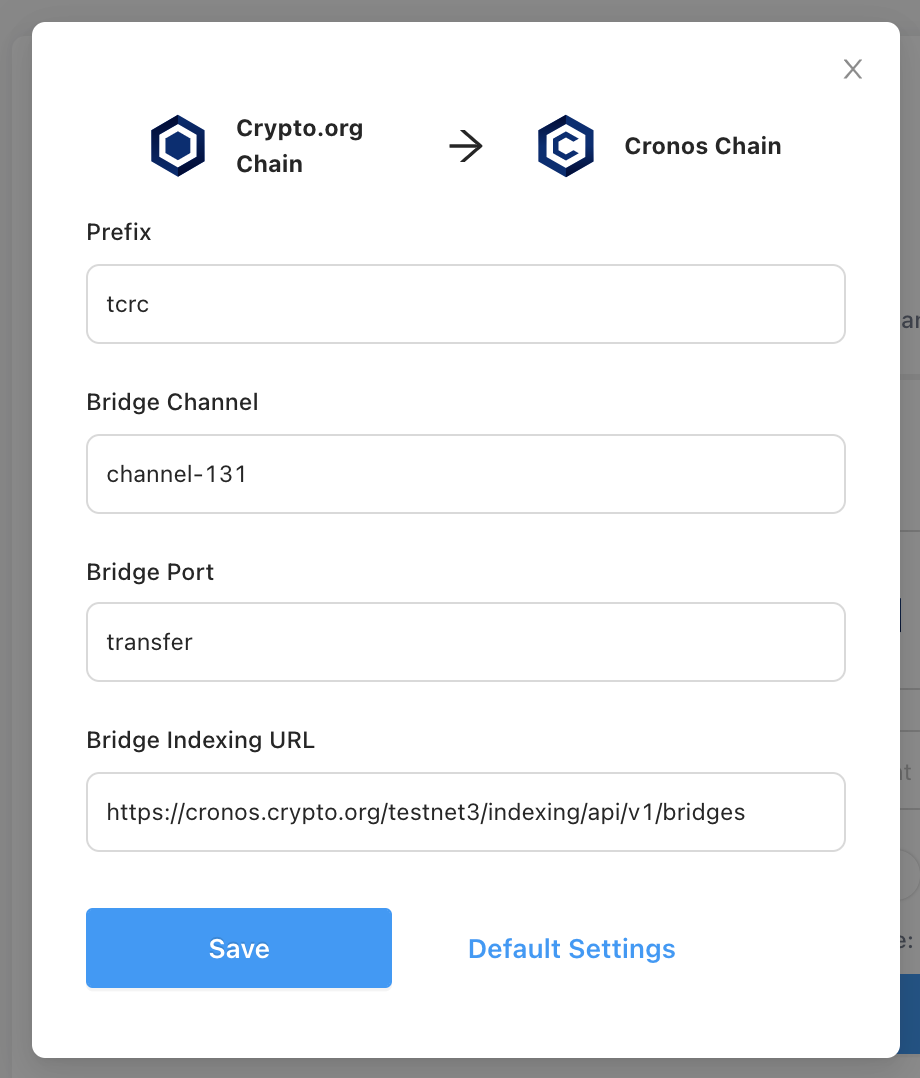 Crypto.org
Chain
Cronos Chain
Prefix
tcrc
Bridge Channel
channel-131
Bridge Port
transfer
Bridge Indexing URL
https://cronos.crypto.org/testnet3/indexing/api/v1/bridges
Save
Default Settings